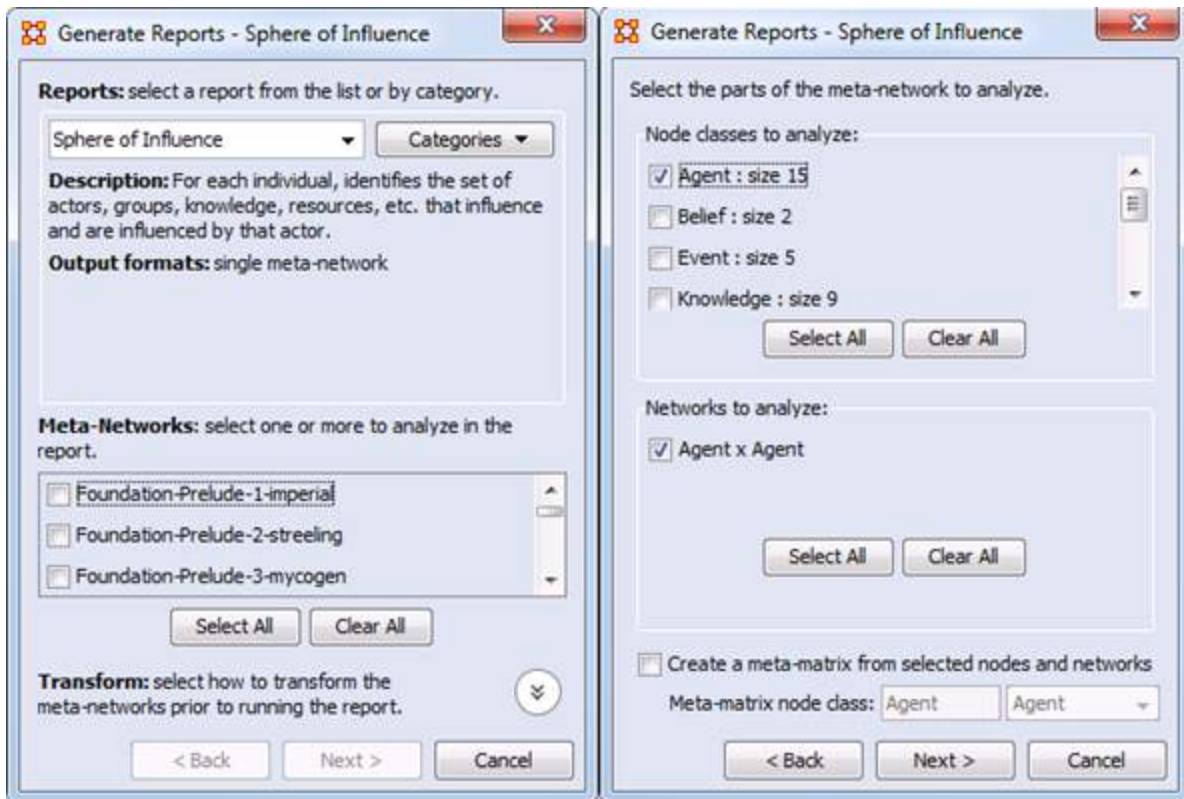 Generate Reports - Sphere of Influence
Reports: select a report from the list or by category.
Sphere of Influence
Categories
Description: For each individual, identifies the set of
actors, groups, knowledge, resources, etc. that influence
and are influenced by that actor.
Output formats: single meta-network
Meta-Networks: select one or more to analyze in the
report.
Foundation-Prelude-1-imperial
Foundation-Prelude-2-streeling
Foundation-Prelude-3-mycogen
Select All
Clear All
Transform: select how to transform the
meta-networks prior to running the report.
< Back
Next >
Cancel
Generate Reports - Sphere of Influence
Select the parts of the meta-network to analyze.
Node classes to analyze:
Agent : size 15
Belief : size 2
Event : size 5
Knowledge : size 9
Select All
Clear All
Networks to analyze:
Agent x Agent
Select All
Clear All
Create a meta-matrix from selected nodes and networks
Meta-matrix node class: Agent
Agent
< Back
Next >
Cancel